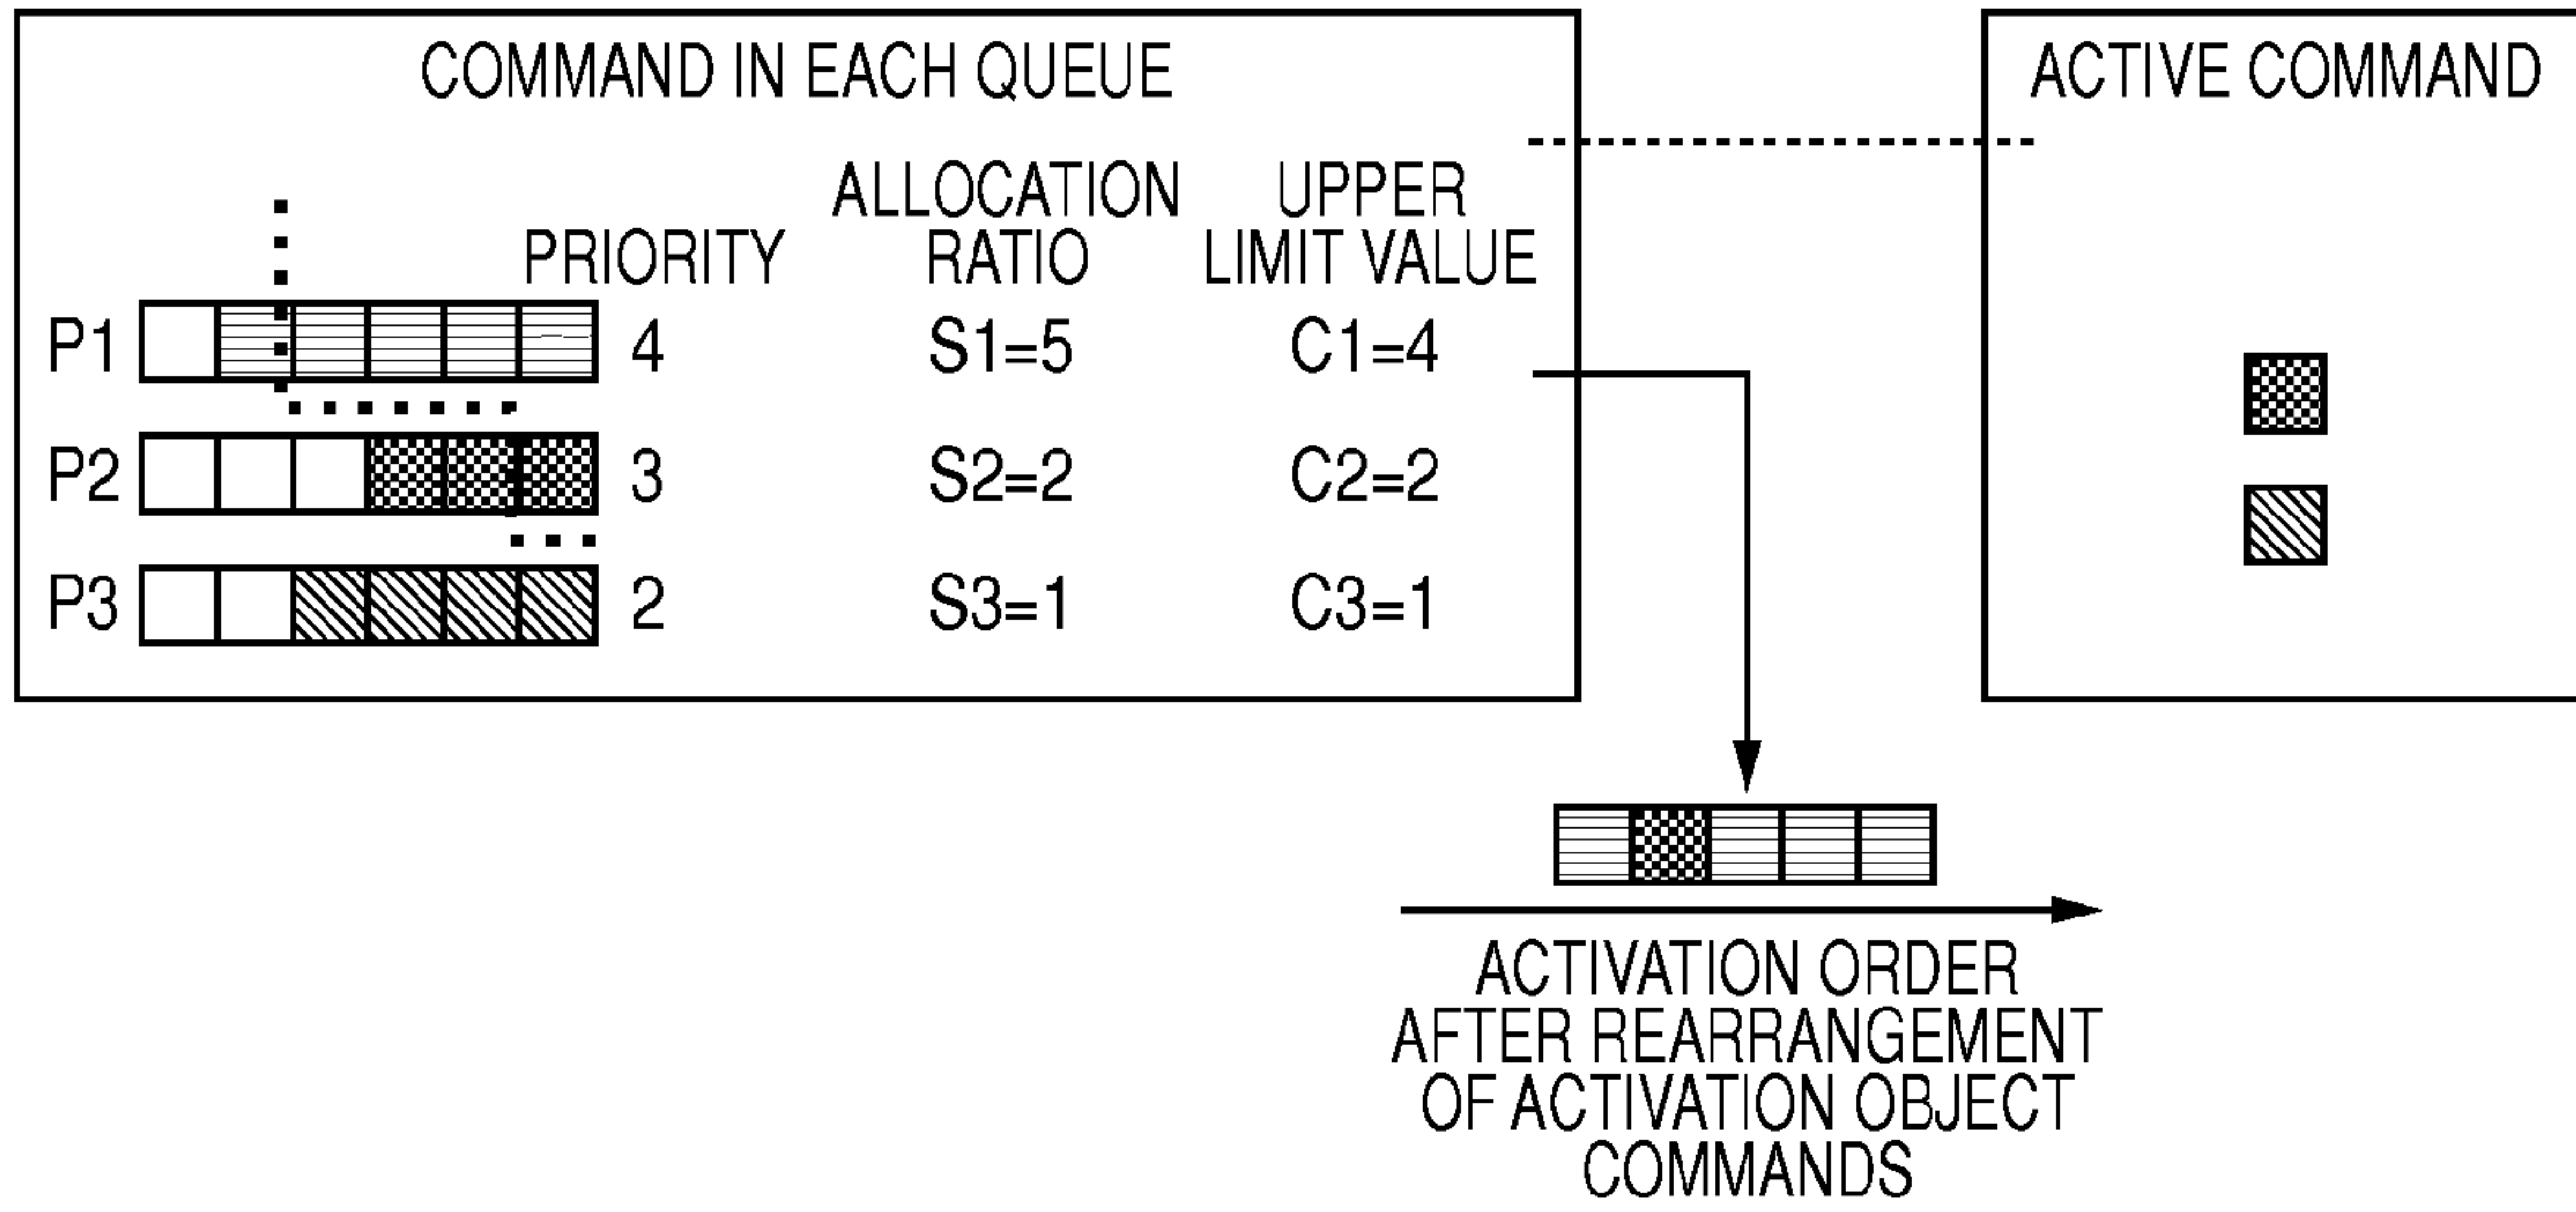 COMMAND IN EACH QUEUE
PRIORITY
ALLOCATION
RATIO
UPPER
LIMIT VALUE
P1 4 S1=5 C1=4
P2 3 S2=2 C2=2
P3 2 S3=1 C3=1
ACTIVE COMMAND
ACTIVATION ORDER
AFTER REARRANGEMENT
OF ACTIVATION OBJECT
COMMANDS